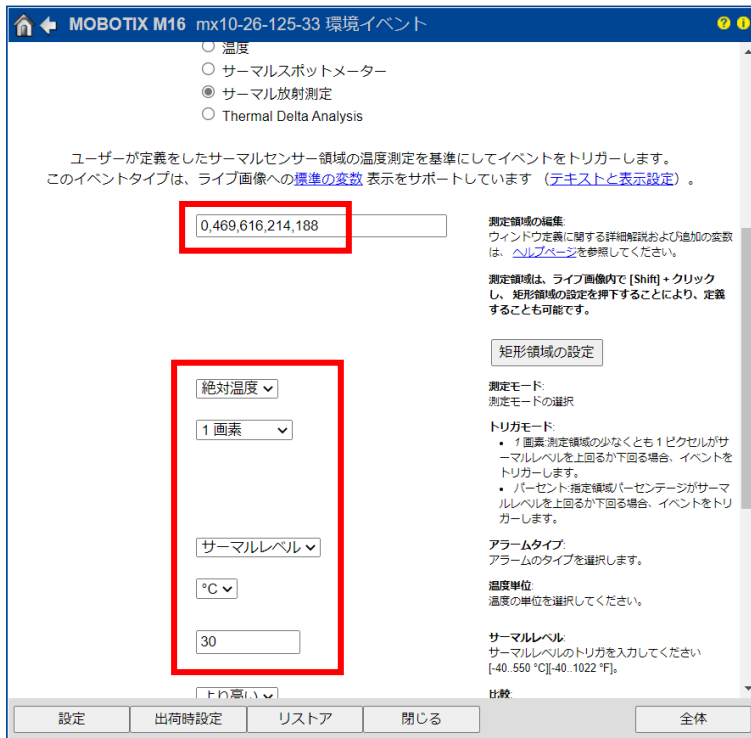 MOBOTIX M16 mx10-26-125-33 環境イベント
温度
サーマルスポットメーター
サーマル放射測定
Thermal Delta Analysis
ユーザーが定義をしたサーマルセンサー領域の温度測定を基準にしてイベントをトリガーします。
このイベントタイプは、ライブ画像への標準の変数 表示をサポートしています （テキストと表示設定）。
0,469,616,214,188
測定領域の編集:
ウィンドウ定義に関する詳細解説および追加の変数
は、 ヘルプページを参照してください。
測定領域は、ライブ画像内で [Shift] + クリック
し、 矩形領域の設定を押下することにより、定義
することも可能です。
矩形領域の設定
絶対温度
測定モード:
測定モードの選択
1 画素
トリガモード:
• 1 画素:測定領域の少なくとも 1 ピクセルがサ
ーマルレベルを上回るか下回る場合、イベントを
トリガーします。
• パーセント:指定領域パーセンテージがサーマ
ルレベルを上回るか下回る場合、イベントをトリ
ガーします。
サーマルレベル
アラームタイプ:
アラームのタイプを選択します。
°C
温度単位:
温度の単位を選択してください。
30
サーマルレベル:
サーマルレベルのトリガを入力してください
[-40..550 °C][-40..1022 °F]。
より高い
比較:
設定
出荷時設定
リストア
閉じる
全体